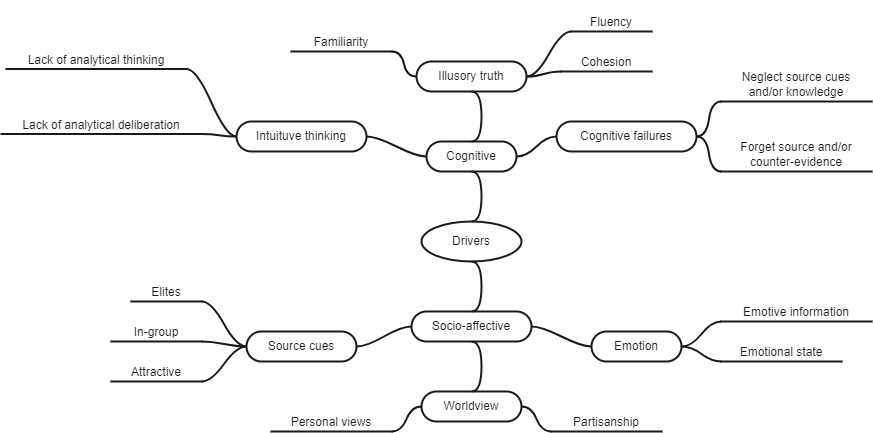 Fluency
Familiarity
Lack of analytical thinking
Cohesion
Illusory truth
Neglect source cues
and/or knowledge
Lack of analytical deliberation
Intuituve thinking
Cognitive failures
Cognitive
Forget source and/or
counter-evidence
Drivers
Elites
Emotive information
In-group
Socio-affective
Source cues
Emotion
Emotional state
Attractive
Worldview
Personal views
Partisanship